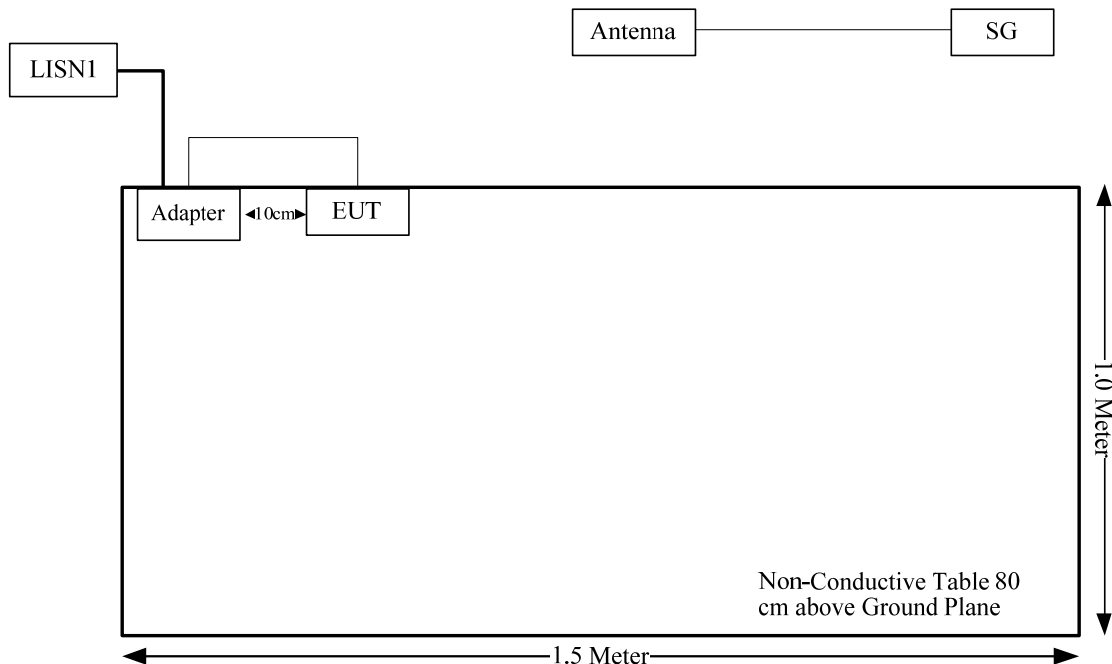 Antenna
SG
LISN1
Adapter
10cm
EUT
1.0 Meter
Non-Conductive Table 80
cm above Ground Plane
1.5 Meter